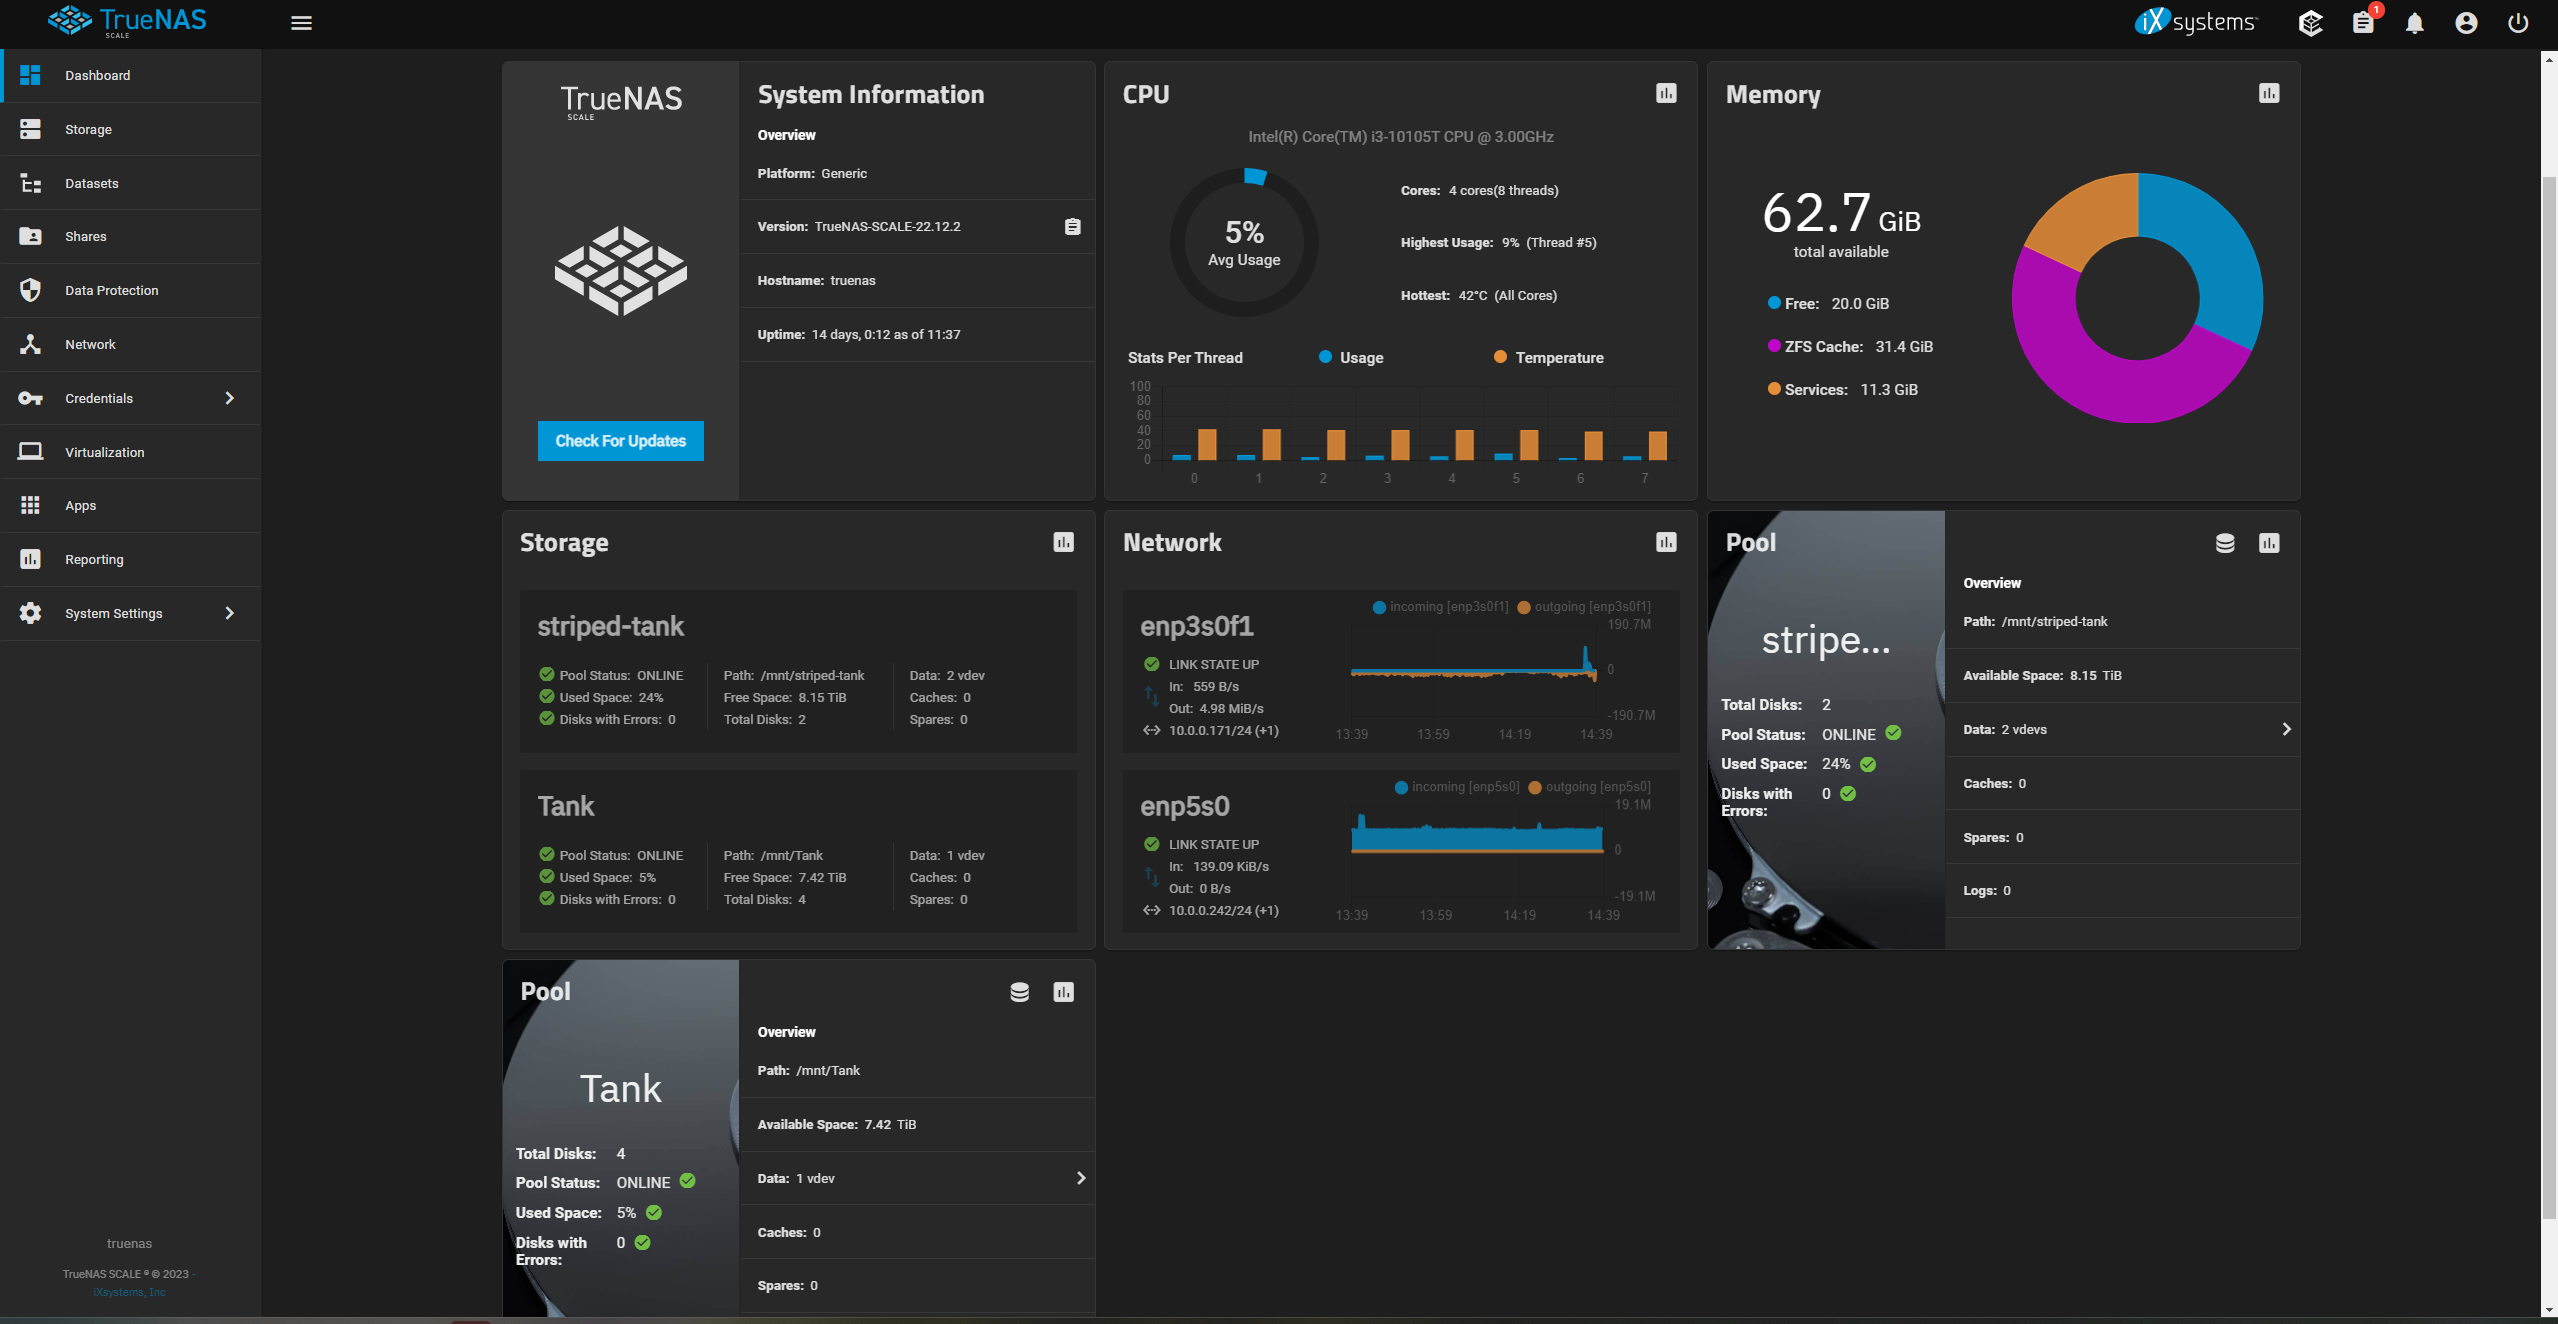 TrueNAS
SCALE
iXsystems
1
Dashboard
Storage
Datasets
Shares
Data Protection
Network
Credentials
Virtualization
Apps
Reporting
System Settings
truenas
TrueNAS SCALE ® © 2023 -
iXsystems, Inc
TrueNAS
SCALE
Check For Updates
System Information
Overview
Platform: Generic
Version: TrueNAS-SCALE-22.12.2
Hostname: truenas
Uptime: 14 days, 0:12 as of 11:37
CPU
Intel(R) Core(TM) i3-10105T CPU @ 3.00GHz
5%
Avg Usage
Cores: 4 cores(8 threads)
Highest Usage: 9% (Thread #5)
Hottest: 42°C (All Cores)
Stats Per Thread Usage Temperature
100
80
60
40
20
0
0 1 2 3 4 5 6 7
Memory
62.7 GiB
total available
Free: 20.0 GiB
ZFS Cache: 31.4 GiB
Services: 11.3 GiB
Storage
striped-tank
Pool Status: ONLINE Path: /mnt/striped-tank Data: 2 vdev
Used Space: 24% Free Space: 8.15 TiB Caches: 0
Disks with Errors: 0 Total Disks: 2 Spares: 0
Tank
Pool Status: ONLINE Path: /mnt/Tank Data: 1 vdev
Used Space: 5% Free Space: 7.42 TiB Caches: 0
Disks with Errors: 0 Total Disks: 4 Spares: 0
Network
enp3s0f1
LINK STATE UP
In: 559 B/s
Out: 4.98 MiB/s
10.0.0.171/24 (+1)
incoming [enp3s0f1] outgoing [enp3s0f1]
190.7M
0
-190.7M
13:39 13:59 14:19 14:39
enp5s0
LINK STATE UP
In: 139.09 KiB/s
Out: 0 B/s
10.0.0.242/24 (+1)
incoming [enp5s0] outgoing [enp5s0]
19.1M
0
-19.1M
13:39 13:59 14:19 14:39
Pool
stripe...
Total Disks: 2
Pool Status: ONLINE
Used Space: 24%
Disks with Errors: 0
Overview
Path: /mnt/striped-tank
Available Space: 8.15 TiB
Data: 2 vdevs
Caches: 0
Spares: 0
Logs: 0
Pool
Tank
Total Disks: 4
Pool Status: ONLINE
Used Space: 5%
Disks with Errors: 0
Overview
Path: /mnt/Tank
Available Space: 7.42 TiB
Data: 1 vdev
Caches: 0
Spares: 0